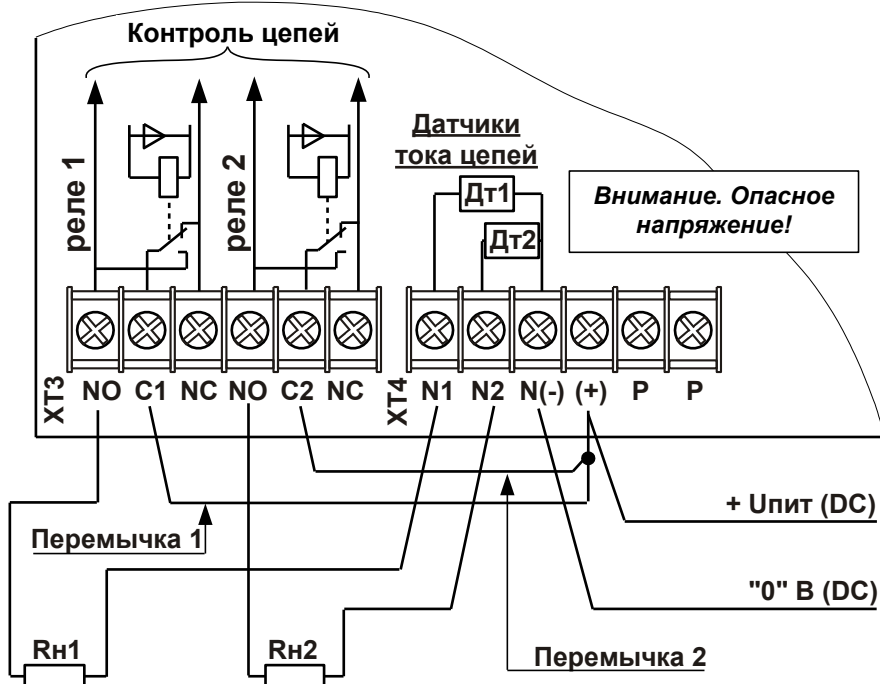 Контроль цепей
реле 1
реле 2
Датчики
тока цепей
Дт1
Дт2
Внимание. Опасное
напряжение!
XT3
NO C1 NC NO C2 NC
XT4
N1 N2 N(-) (+) P P
+ Uпит (DC)
Перемычка 1
"0" В (DC)
Rн1
Rн2
Перемычка 2